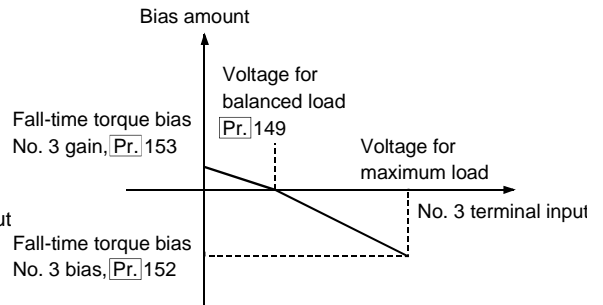 Bias amount
Voltage for
balanced load
Pr. 149
Fall-time torque bias
No. 3 gain, Pr. 153
Voltage for
maximum load
No. 3 terminal input
ut
Fall-time torque bias
No. 3 bias, Pr. 152